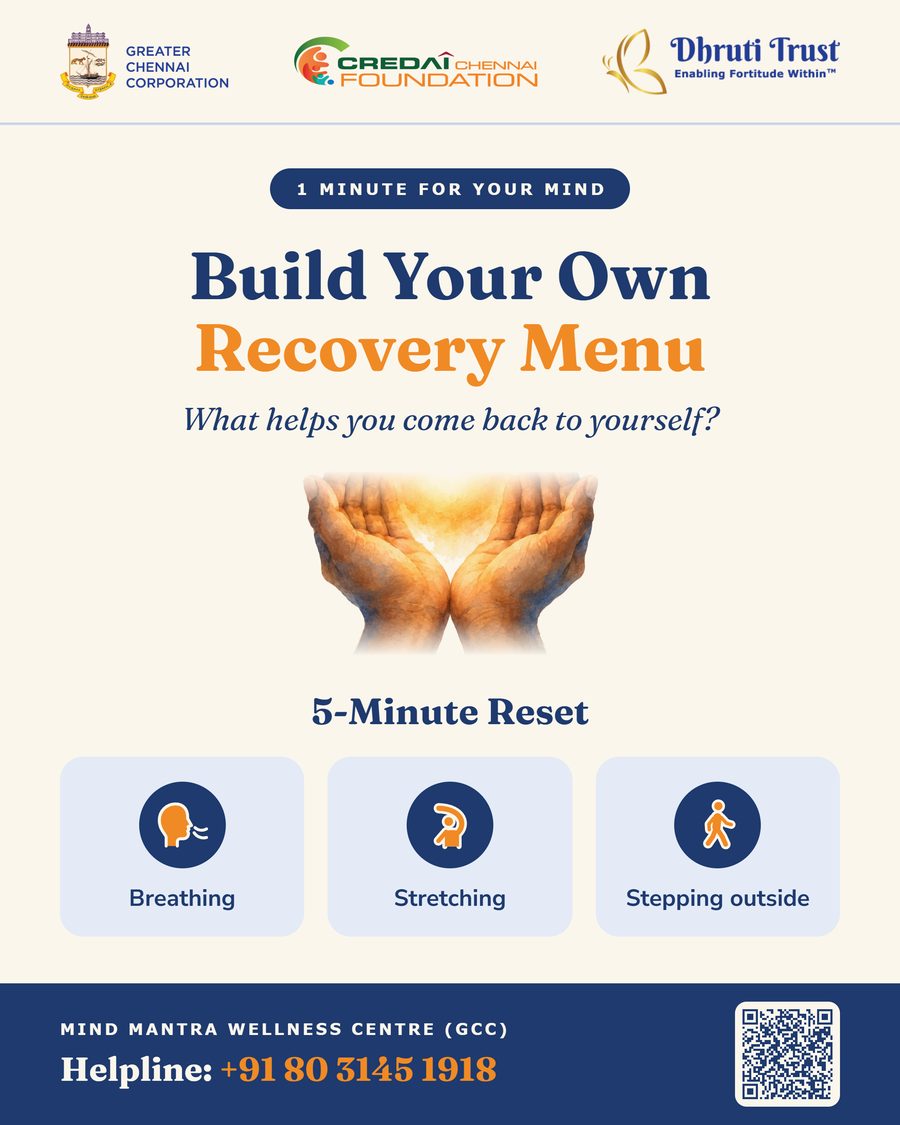 GREATER
CHENNAI
CORPORATION
CREDAÎ CHENNAI
FOUNDATION
Dhruti Trust
Enabling Fortitude Within™
1 MINUTE FOR YOUR MIND
Build Your Own
Recovery Menu
What helps you come back to yourself?
5-Minute Reset
Breathing
Stretching
Stepping outside
MIND MANTRA WELLNESS CENTRE (GCC)
Helpline: +91 80 3145 1918